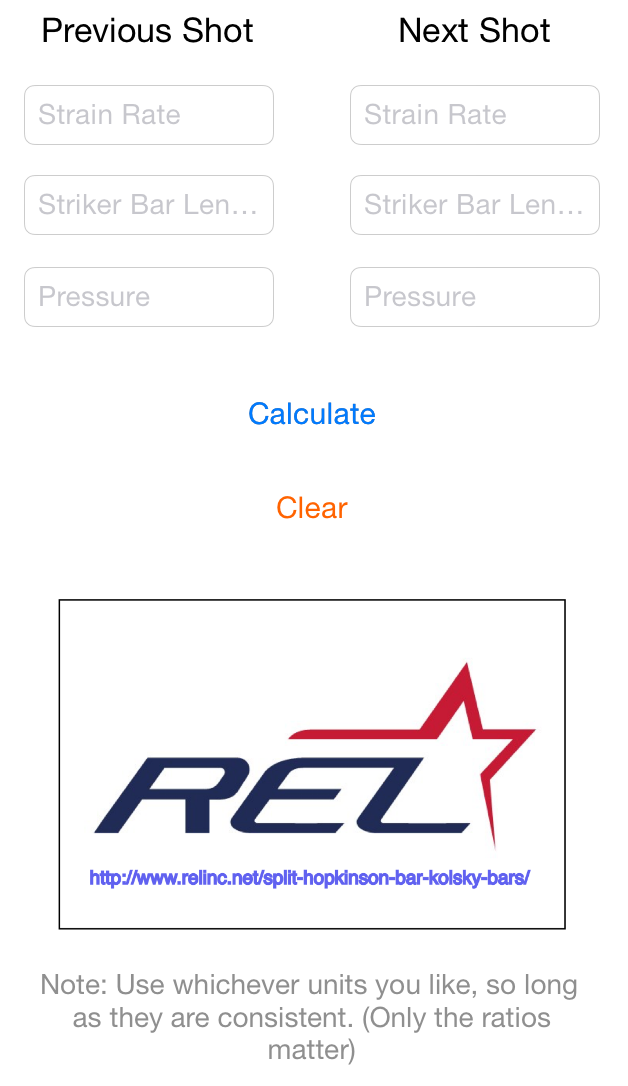 Previous Shot Next Shot
Strain Rate Strain Rate
Striker Bar Len... Striker Bar Len...
Pressure Pressure
Calculate
Clear
REL
http://www.relinc.net/split-hopkinson-bar-kolsky-bars/
Note: Use whichever units you like, so long
as they are consistent. (Only the ratios
matter)